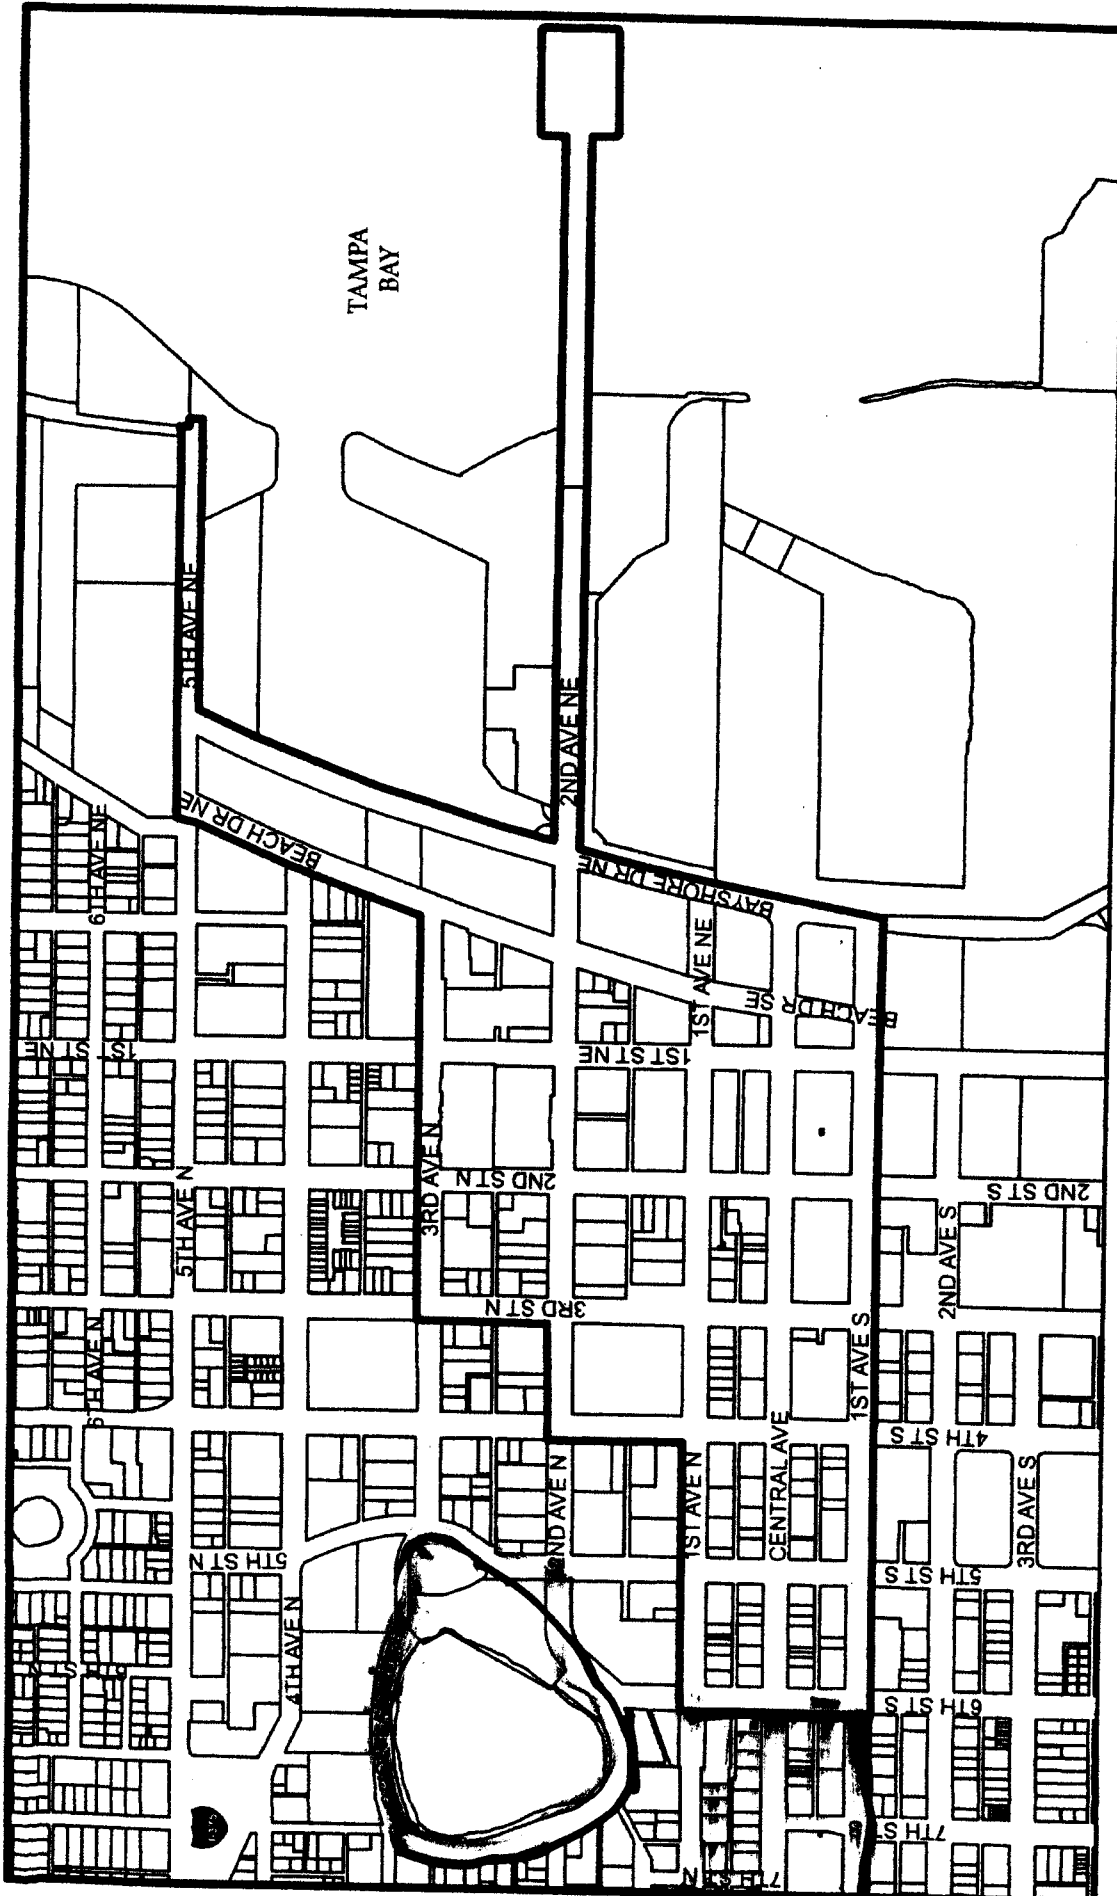 TAMPA
BAY
5TH AVE NE
2ND AVE NE
BEACH DR NE
6TH AVE NE
BAYSHORE DR NE
1ST AVE NE
BEACH DR SE
1ST ST NE
1ST ST NE
3RD AVE N
2ND ST N
5TH AVE N
2ND ST S
2ND AVE S
3RD ST N
6TH AVE N
1ST AVE S
4TH ST S
CENTRAL AVE
1ST AVE N
2ND AVE N
3RD AVE S
5TH ST N
5TH ST S
4TH AVE N
6TH ST N
6TH ST S
7TH ST
7TH ST N